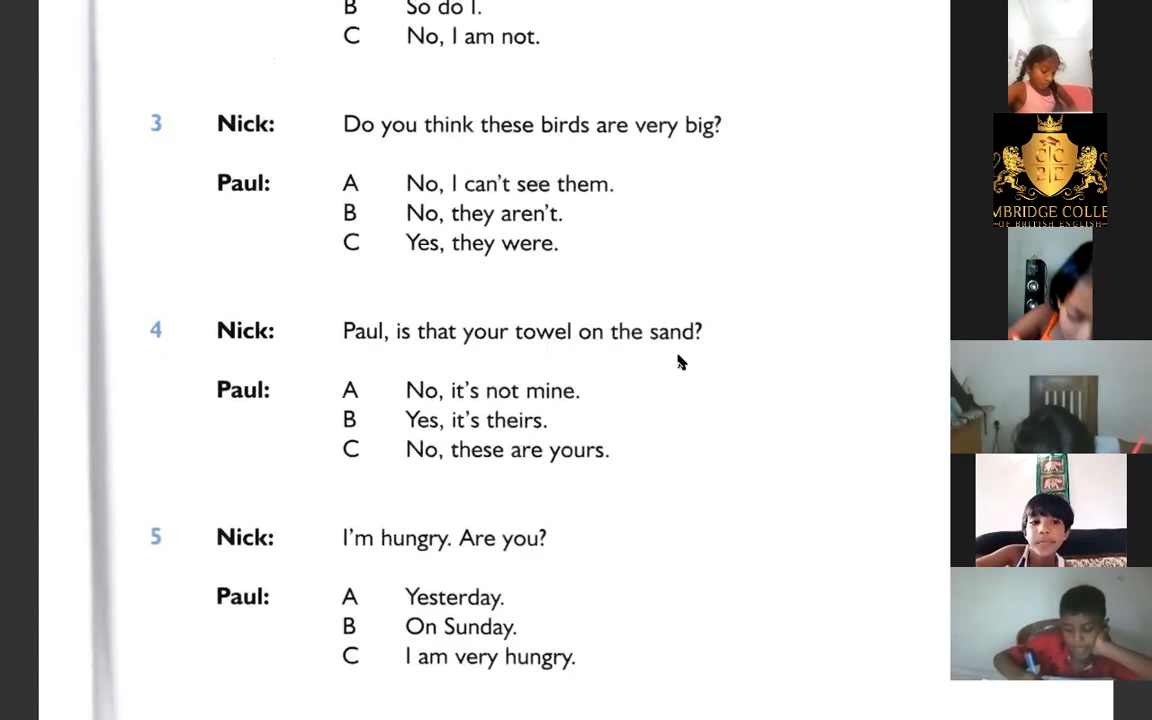 B So do I.
C No, I am not.
3 Nick: Do you think these birds are very big?
Paul: A No, I can't see them.
B No, they aren't.
C Yes, they were.
4 Nick: Paul, is that your towel on the sand?
Paul: A No, it's not mine.
B Yes, it's theirs.
C No, these are yours.
5 Nick: I'm hungry. Are you?
Paul: A Yesterday.
B On Sunday.
C I am very hungry.
MBRIDGE COLLE
OF BRITISH ENGLISH